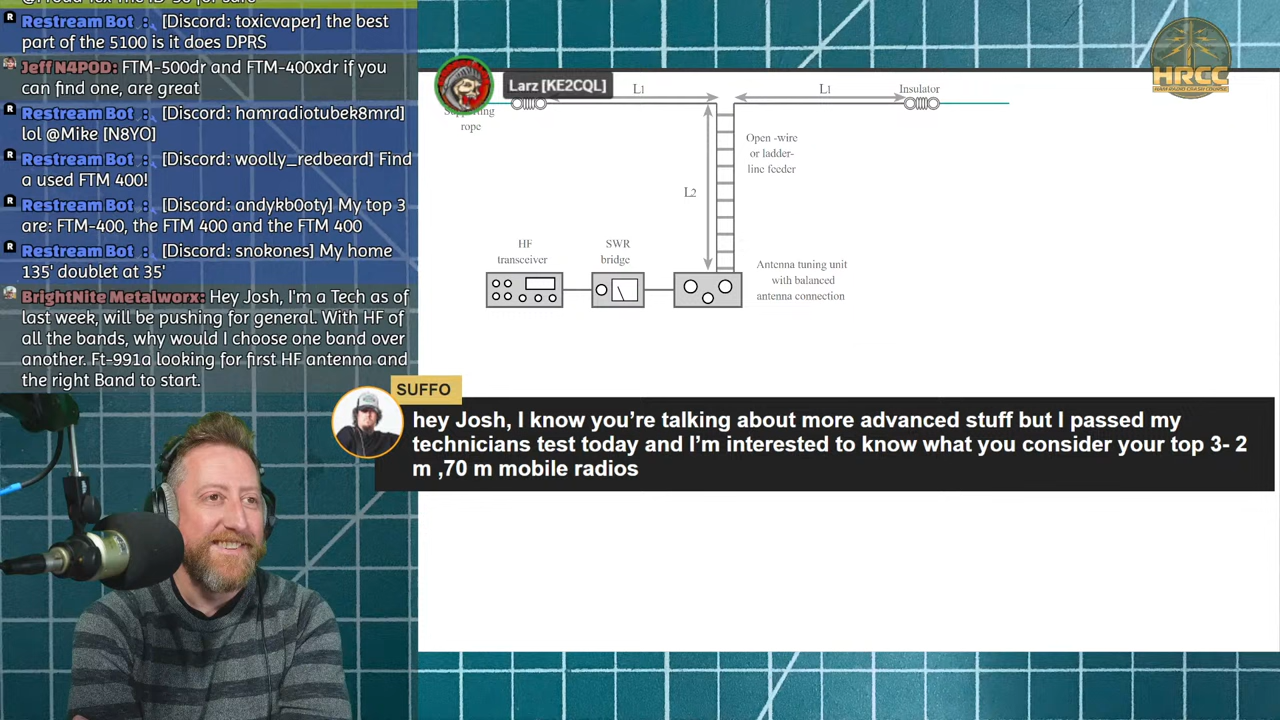 Restream Bot : [Discord: toxicvaper] the best
part of the 5100 is it does DPRS
Jeff N4POD: FTM-500dr and FTM-400xdr if you
can find one, are great
Restream Bot : [Discord: hamradiotubek8mrd]
lol @Mike [N8YO]
Restream Bot : [Discord: woolly_redbeard] Find
a used FTM 400!
Restream Bot : [Discord: andykb0oty] My top 3
are: FTM-400, the FTM 400 and the FTM 400
Restream Bot : [Discord: snokones] My home
135' doublet at 35'
BrightNite Metalworx: Hey Josh, I'm a Tech as of
last week, will be pushing for general. With HF of
all the bands, why would I choose one band over
another. Ft-991a looking for first HF antenna and
the right Band to start.
HRCC
HAM RADIO CRASH COURSE
Larz [KE2CQL]
L1
L1
Insulator
rope
Open -wire
or ladder-
line feeder
L2
HF
transceiver
SWR
bridge
Antenna tuning unit
with balanced
antenna connection
SUFFO
hey Josh, I know you’re talking about more advanced stuff but I passed my
technicians test today and I’m interested to know what you consider your top 3- 2
m ,70 m mobile radios